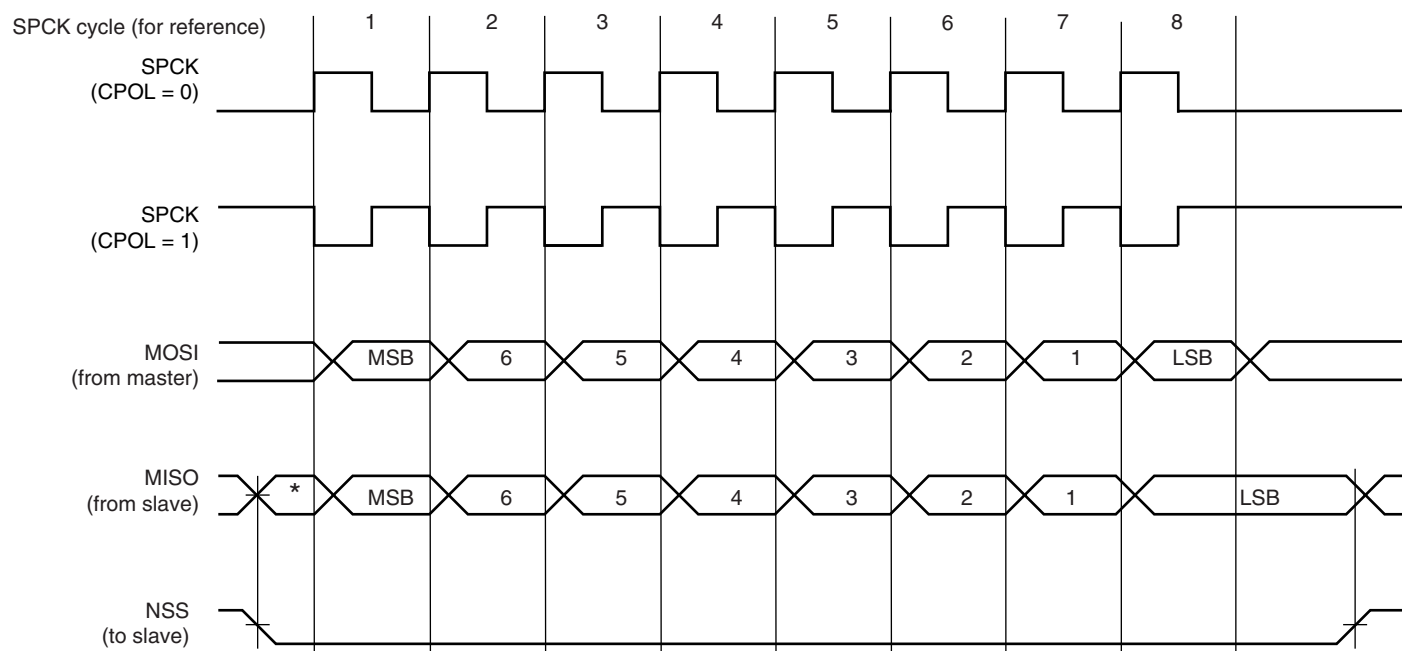 SPCK cycle (for reference) 1 2 3 4 5 6 7 8
SPCK
(CPOL = 0)
SPCK
(CPOL = 1)
MOSI
(from master)
MSB 6 5 4 3 2 1 LSB
MISO
(from slave)
* MSB 6 5 4 3 2 1 LSB
NSS
(to slave)